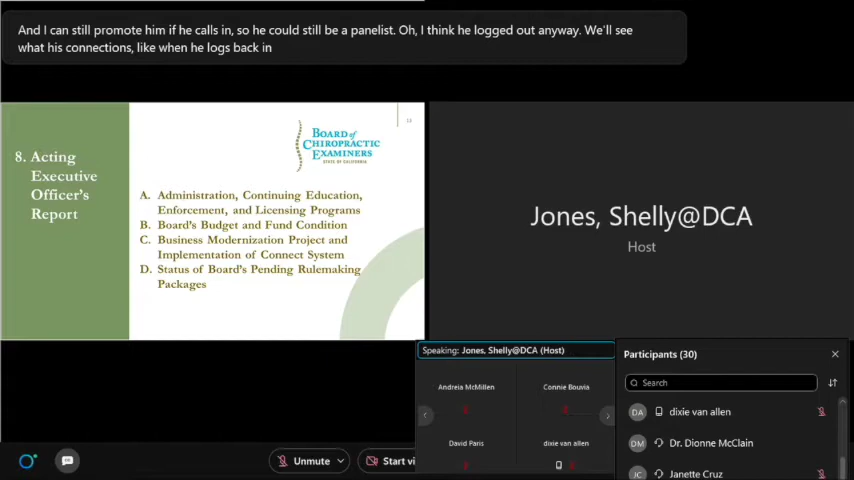 And I can still promote him if he calls in, so he could still be a panelist. Oh, I think he logged out anyway. We'll see
what his connections, like when he logs back in
13
BOARD of
CHIROPRACTIC
EXAMINERS
STATE OF CALIFORNIA
8. Acting
Executive
Officer's
Report
A. Administration, Continuing Education,
Enforcement, and Licensing Programs
B. Board's Budget and Fund Condition
C. Business Modernization Project and
Implementation of Connect System
D. Status of Board's Pending Rulemaking
Packages
Jones, Shelly@DCA
Host
Speaking: Jones, Shelly@DCA (Host)
Andreia McMillen
Connie Bouvia
David Paris
dixie van allen
Participants (30)
Search
DA dixie van allen
DM Dr. Dionne McClain
JC Janette Cruz
Unmute
Start vi